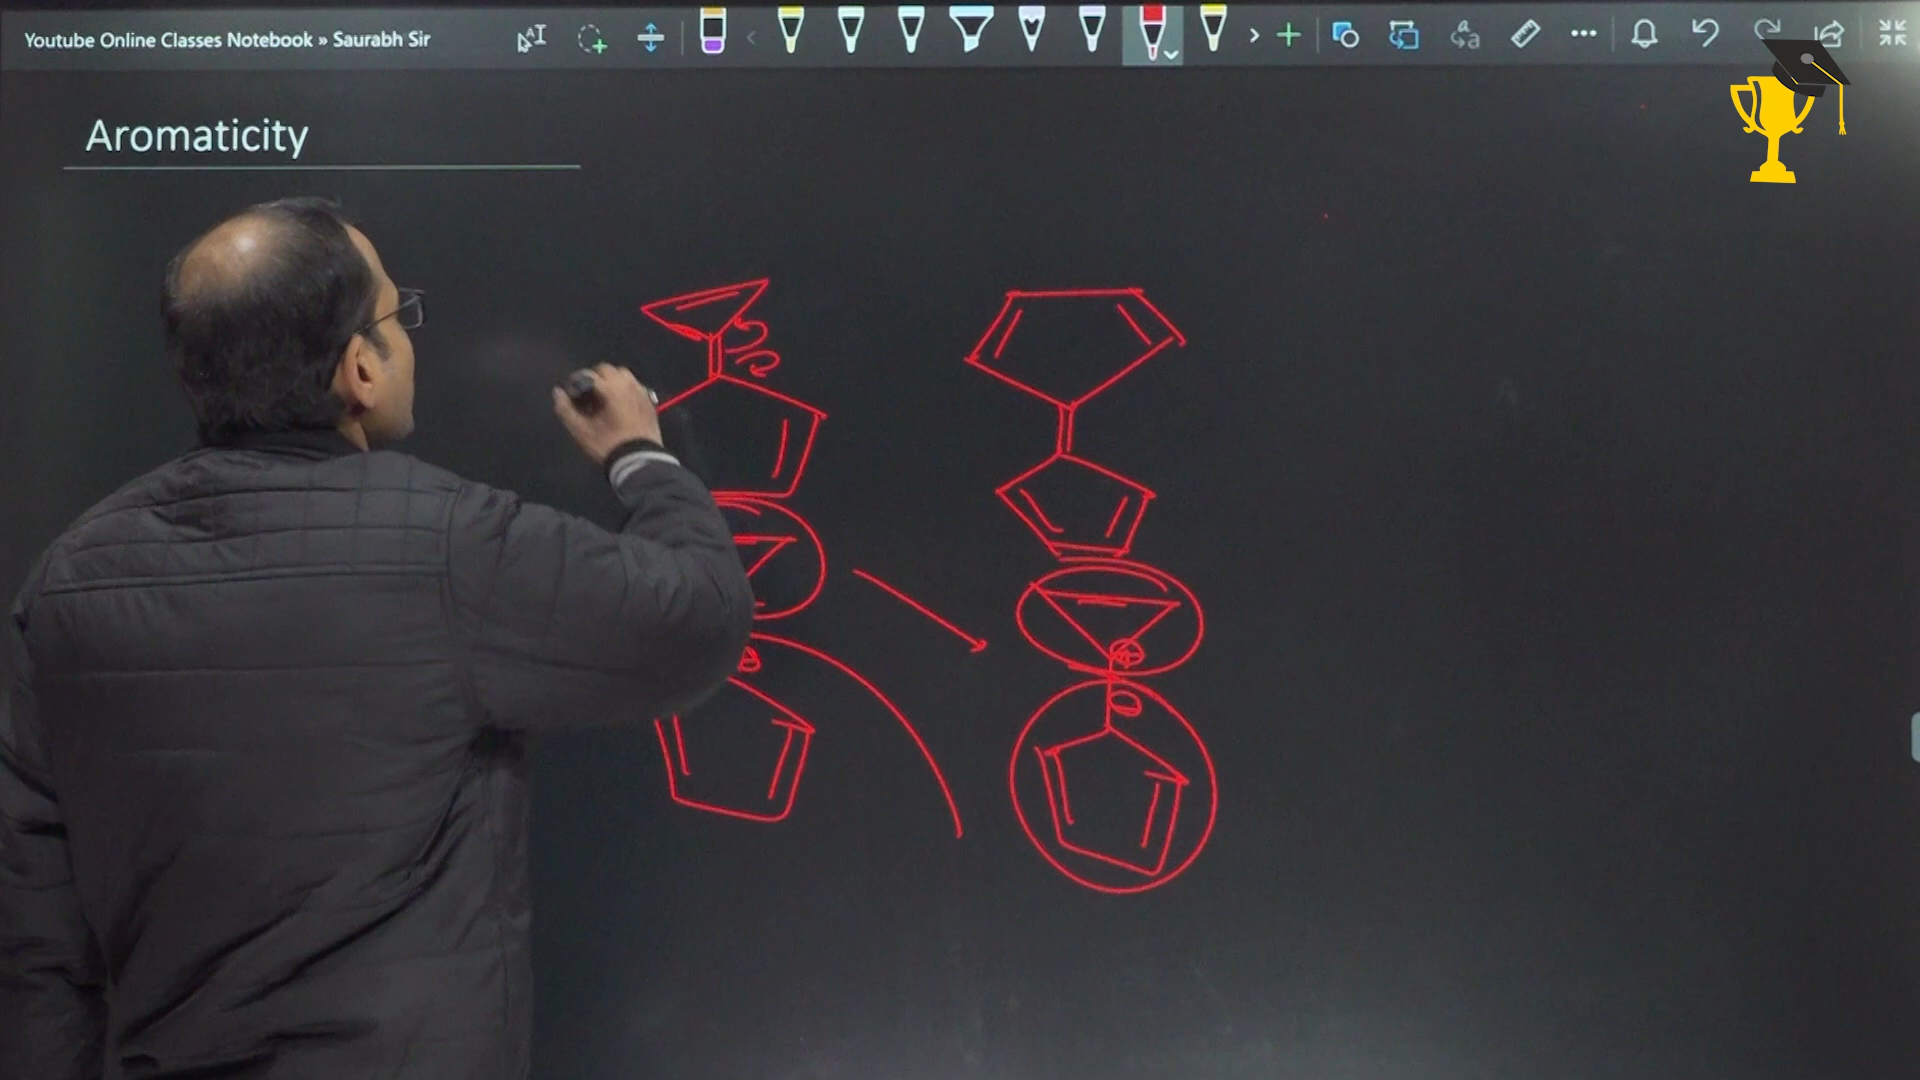 Youtube Online Classes Notebook » Saurabh Sir
Aromaticity
⊕
⊖
⊖